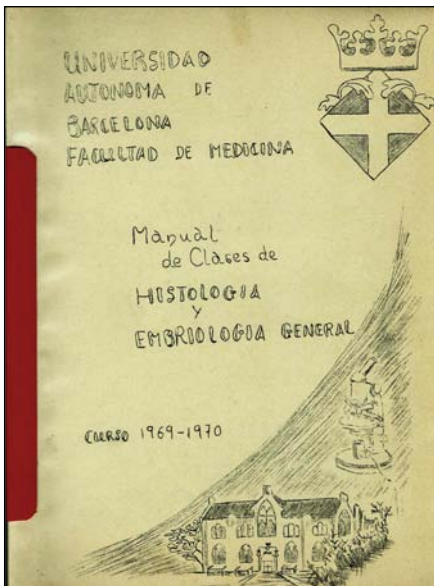 UNIVERSIDAD
AUTONOMA DE
BARCELONA
FACULTAD DE MEDICINA
Manual
de Clases de
HISTOLOGIA
y
EMBRIOLOGIA GENERAL
CURSO 1969-1970